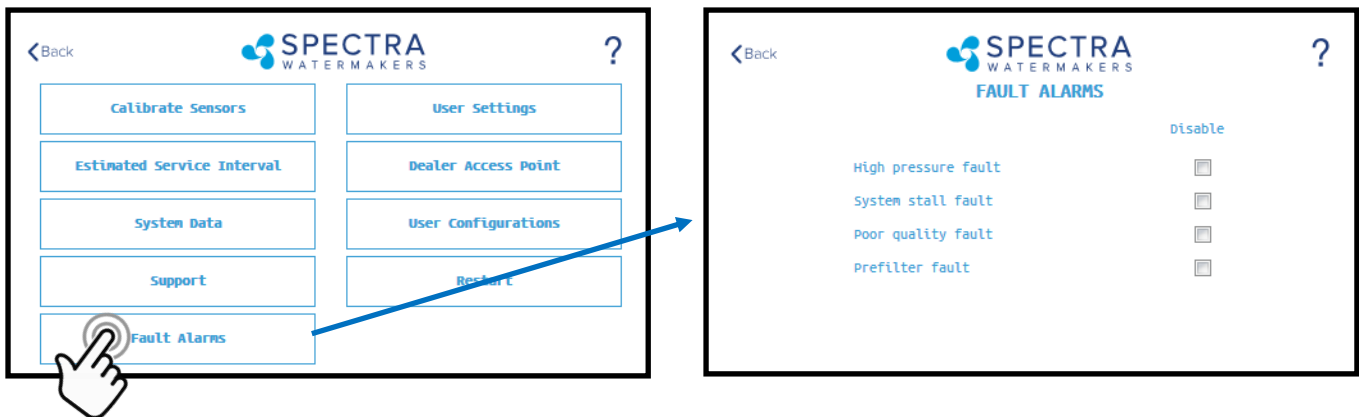 Back
SPECTRA
WATERMAKERS
?
Calibrate Sensors
User Settings
Estimated Service Interval
Dealer Access Point
System Data
User Configurations
Support
Restart
Fault Alarms
Back
SPECTRA
WATERMAKERS
?
FAULT ALARMS
Disable
High pressure fault
System stall fault
Poor quality fault
Prefilter fault